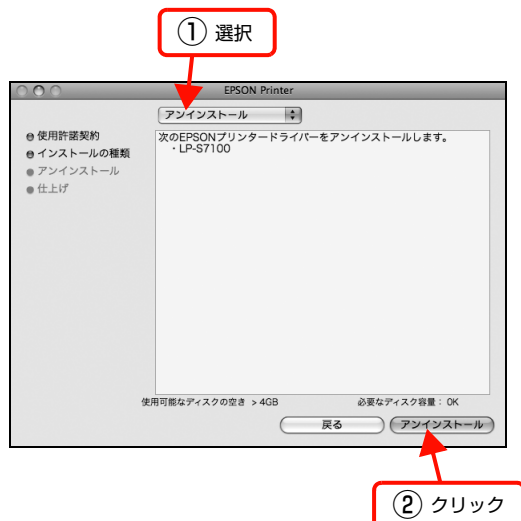 ① 選択
EPSON Printer
アンインストール
使用許諾契約
インストールの種類
アンインストール
仕上げ
次のEPSONプリンタードライバーをアンインストールします。
・LP-S7100
使用可能なディスクの空き > 4GB
必要なディスク容量： 0K
戻る
アンインストール
② クリック